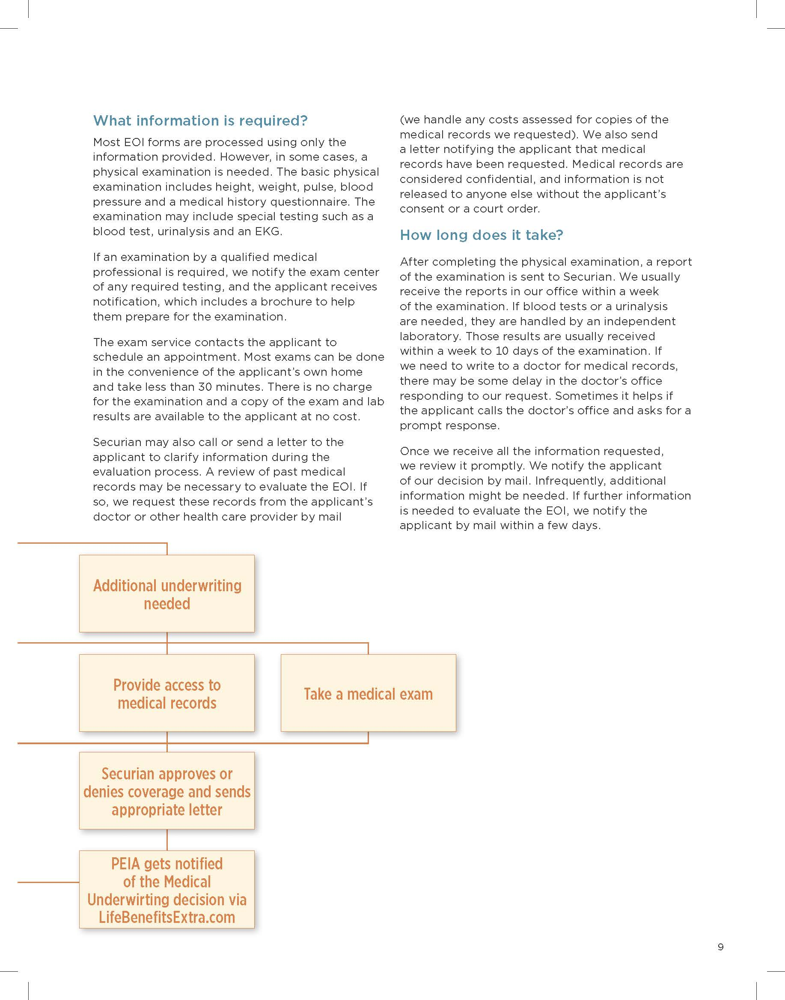 What information is required?
Most EOI forms are processed using only the
information provided. However, in some cases, a
physical examination is needed. The basic physical
examination includes height, weight, pulse, blood
pressure and a medical history questionnaire. The
examination may include special testing such as a
blood test, urinalysis and an EKG.
If an examination by a qualified medical
professional is required, we notify the exam center
of any required testing, and the applicant receives
notification, which includes a brochure to help
them prepare for the examination.
The exam service contacts the applicant to
schedule an appointment. Most exams can be done
in the convenience of the applicant’s own home
and take less than 30 minutes. There is no charge
for the examination and a copy of the exam and lab
results are available to the applicant at no cost.
Securian may also call or send a letter to the
applicant to clarify information during the
evaluation process. A review of past medical
records may be necessary to evaluate the EOI. If
so, we request these records from the applicant’s
doctor or other health care provider by mail
(we handle any costs assessed for copies of the
medical records we requested). We also send
a letter notifying the applicant that medical
records have been requested. Medical records are
considered confidential, and information is not
released to anyone else without the applicant’s
consent or a court order.
How long does it take?
After completing the physical examination, a report
of the examination is sent to Securian. We usually
receive the reports in our office within a week
of the examination. If blood tests or a urinalysis
are needed, they are handled by an independent
laboratory. Those results are usually received
within a week to 10 days of the examination. If
we need to write to a doctor for medical records,
there may be some delay in the doctor’s office
responding to our request. Sometimes it helps if
the applicant calls the doctor’s office and asks for a
prompt response.
Once we receive all the information requested,
we review it promptly. We notify the applicant
of our decision by mail. Infrequently, additional
information might be needed. If further information
is needed to evaluate the EOI, we notify the
applicant by mail within a few days.
Additional underwriting
needed
Provide access to
medical records
Take a medical exam
Securian approves or
denies coverage and sends
appropriate letter
PEIA gets notified
of the Medical
Underwirting decision via
LifeBenefitsExtra.com
9